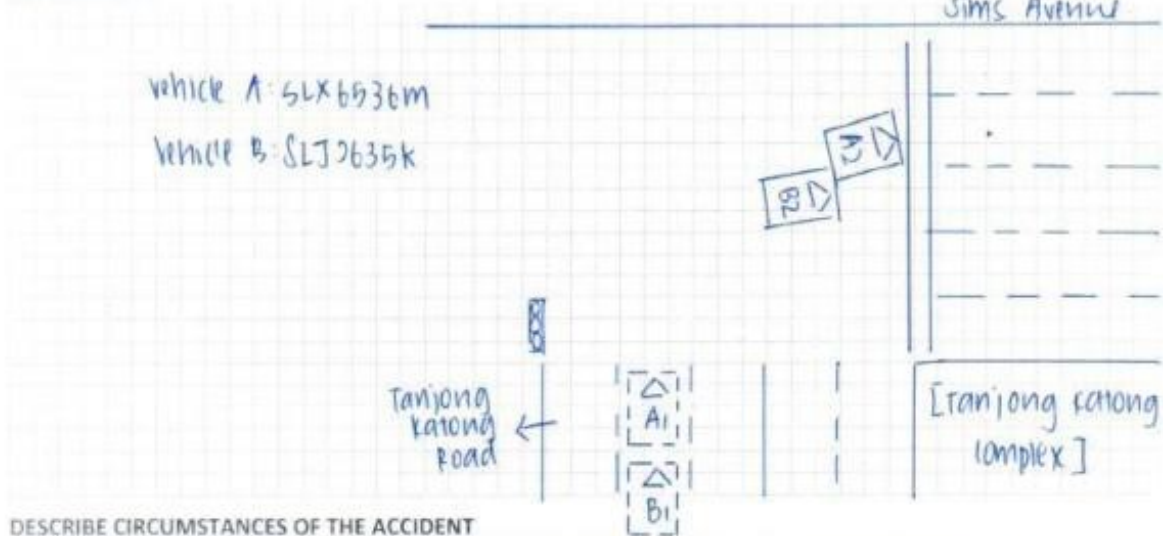 Sims Avenue
vehicle A: SLX6536m
Vehicle B: SLJ2635K
A2
B2
Tanjong
katong
Road
A1
B1
[Tanjong katong
complex]
DESCRIBE CIRCUMSTANCES OF THE ACCIDENT